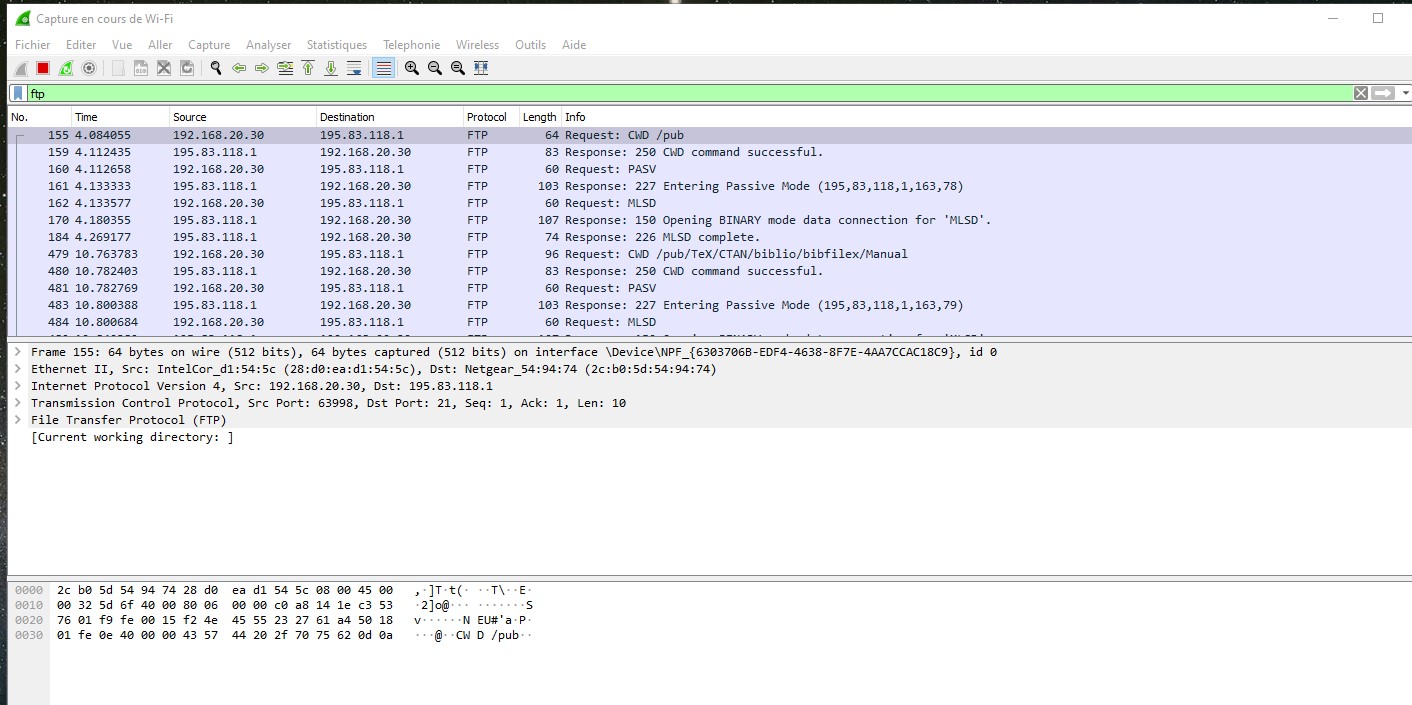 Capture en cours de Wi-Fi
Fichier Editer Vue Aller Capture Analyser Statistiques Telephonie Wireless Outils Aide
ftp
No. Time Source Destination Protocol Length Info
155 4.084055 192.168.20.30 195.83.118.1 FTP 64 Request: CWD /pub
159 4.112435 195.83.118.1 192.168.20.30 FTP 83 Response: 250 CWD command successful.
160 4.112658 192.168.20.30 195.83.118.1 FTP 60 Request: PASV
161 4.133333 195.83.118.1 192.168.20.30 FTP 103 Response: 227 Entering Passive Mode (195,83,118,1,163,78)
162 4.133577 192.168.20.30 195.83.118.1 FTP 60 Request: MLSD
170 4.180355 195.83.118.1 192.168.20.30 FTP 107 Response: 150 Opening BINARY mode data connection for 'MLSD'.
184 4.269177 195.83.118.1 192.168.20.30 FTP 74 Response: 226 MLSD complete.
479 10.763783 192.168.20.30 195.83.118.1 FTP 96 Request: CWD /pub/TeX/CTAN/biblio/bibfilex/Manual
480 10.782403 195.83.118.1 192.168.20.30 FTP 83 Response: 250 CWD command successful.
481 10.782769 192.168.20.30 195.83.118.1 FTP 60 Request: PASV
483 10.800388 195.83.118.1 192.168.20.30 FTP 103 Response: 227 Entering Passive Mode (195,83,118,1,163,79)
484 10.800684 192.168.20.30 195.83.118.1 FTP 60 Request: MLSD
Frame 155: 64 bytes on wire (512 bits), 64 bytes captured (512 bits) on interface \Device\NPF_{6303706B-EDF4-4638-8F7E-4AA7CCAC18C9}, id 0
Ethernet II, Src: IntelCor_d1:54:5c (28:d0:ea:d1:54:5c), Dst: Netgear_54:94:74 (2c:b0:5d:54:94:74)
Internet Protocol Version 4, Src: 192.168.20.30, Dst: 195.83.118.1
Transmission Control Protocol, Src Port: 63998, Dst Port: 21, Seq: 1, Ack: 1, Len: 10
File Transfer Protocol (FTP)
[Current working directory: ]
0000 2c b0 5d 54 94 74 28 d0 ea d1 54 5c 08 00 45 00 ,·]T·t(· ··T\··E·
0010 00 32 5d 6f 40 00 80 06 00 00 c0 a8 14 1e c3 53 ·2]o@··· ·······S
0020 76 01 f9 fe 00 15 f2 4e 45 55 23 27 61 a4 50 18 v······N EU#'a·P·
0030 01 fe 0e 40 00 00 43 57 44 20 2f 70 75 62 0d 0a ···@··CW D /pub··